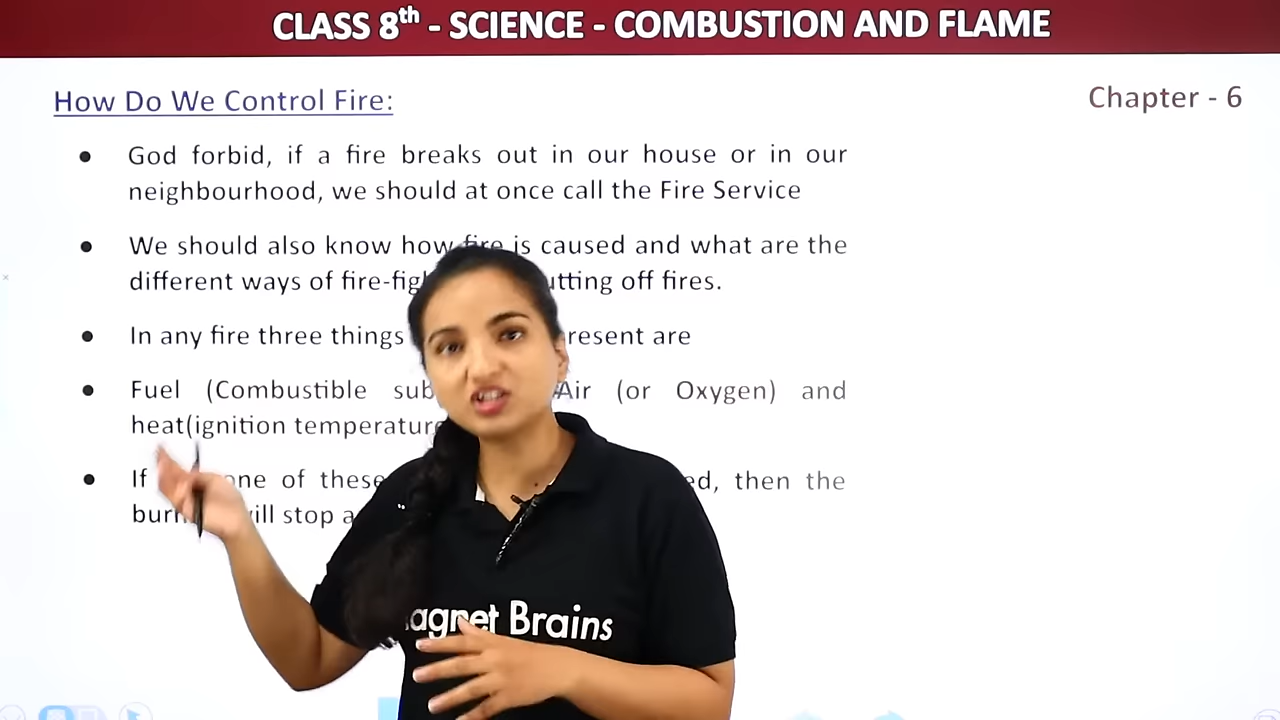 CLASS 8th - SCIENCE - COMBUSTION AND FLAME
How Do We Control Fire:
Chapter - 6
● God forbid, if a fire breaks out in our house or in our
neighbourhood, we should at once call the Fire Service
● We should also know how fire is caused and what are the
different ways of utting off fires.
● In any fire three things resent are
● Fuel (Combustible Air (or Oxygen) and
heat(ignition temperature
● If one of these ed, then the
ill stop
agnet Brains